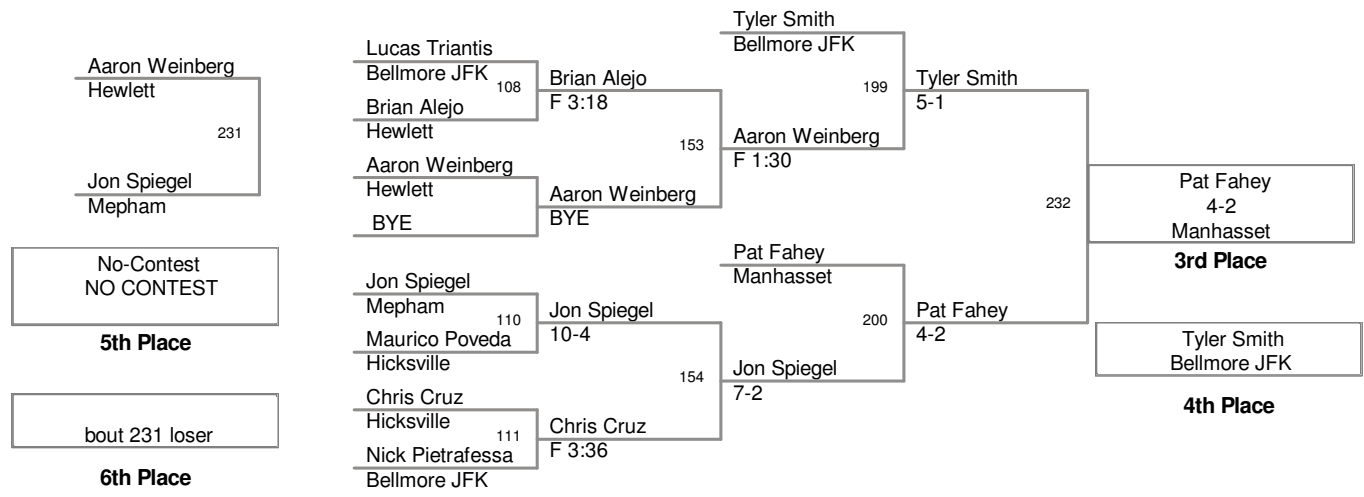 Aaron Weinberg
Hewlett
231
Jon Spiegel
Mepham
No-Contest
NO CONTEST
5th Place
bout 231 loser
6th Place
Lucas Triantis
Bellmore JFK
108
Brian Alejo
Hewlett
Aaron Weinberg
Hewlett
BYE
Jon Spiegel
Mepham
110
Maurico Poveda
Hicksville
Chris Cruz
Hicksville
111
Nick Pietrafessa
Bellmore JFK
Brian Alejo
F 3:18
153
Aaron Weinberg
BYE
Jon Spiegel
10-4
154
Chris Cruz
F 3:36
Tyler Smith
Bellmore JFK
199
Aaron Weinberg
F 1:30
Pat Fahey
Manhasset
200
Jon Spiegel
7-2
Tyler Smith
5-1
232
Pat Fahey
4-2
Pat Fahey
4-2
Manhasset
3rd Place
Tyler Smith
Bellmore JFK
4th Place